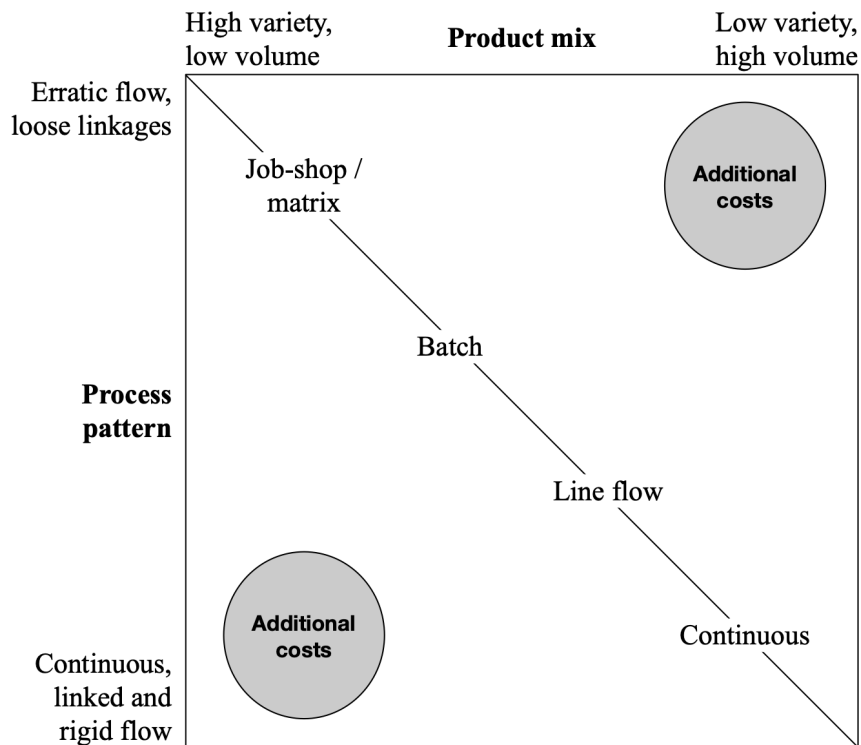 High variety,
low volume
Product mix
Low variety,
high volume
Erratic flow,
loose linkages
Job-shop /
matrix
Additional
costs
Batch
Process
pattern
Line flow
Additional
costs
Continuous
Continuous,
linked and
rigid flow